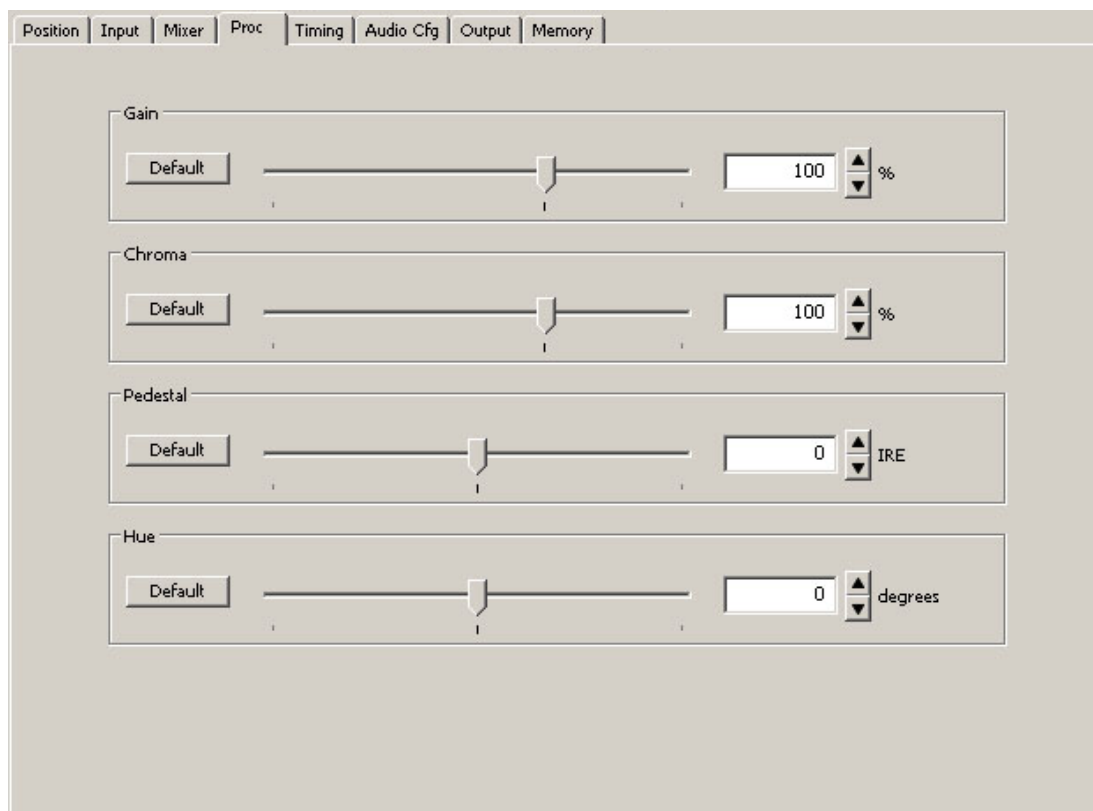 Position Input Mixer Proc Timing Audio Cfg Output Memory
Gain
Default 100 %
Chroma
Default 100 %
Pedestal
Default 0 IRE
Hue
Default 0 degrees